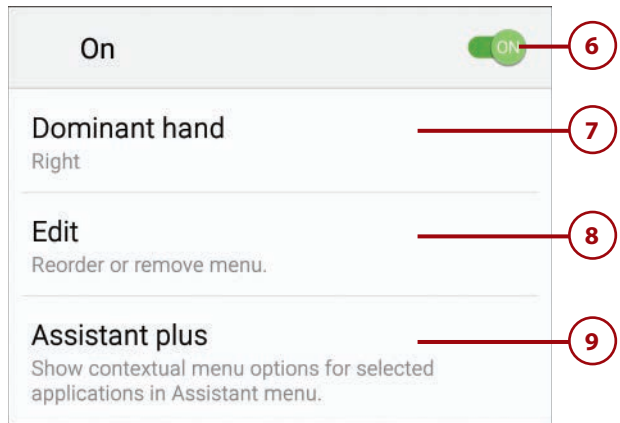 On
ON
6
Dominant hand
7
Right
Edit
8
Reorder or remove menu.
Assistant plus
9
Show contextual menu options for selected
applications in Assistant menu.